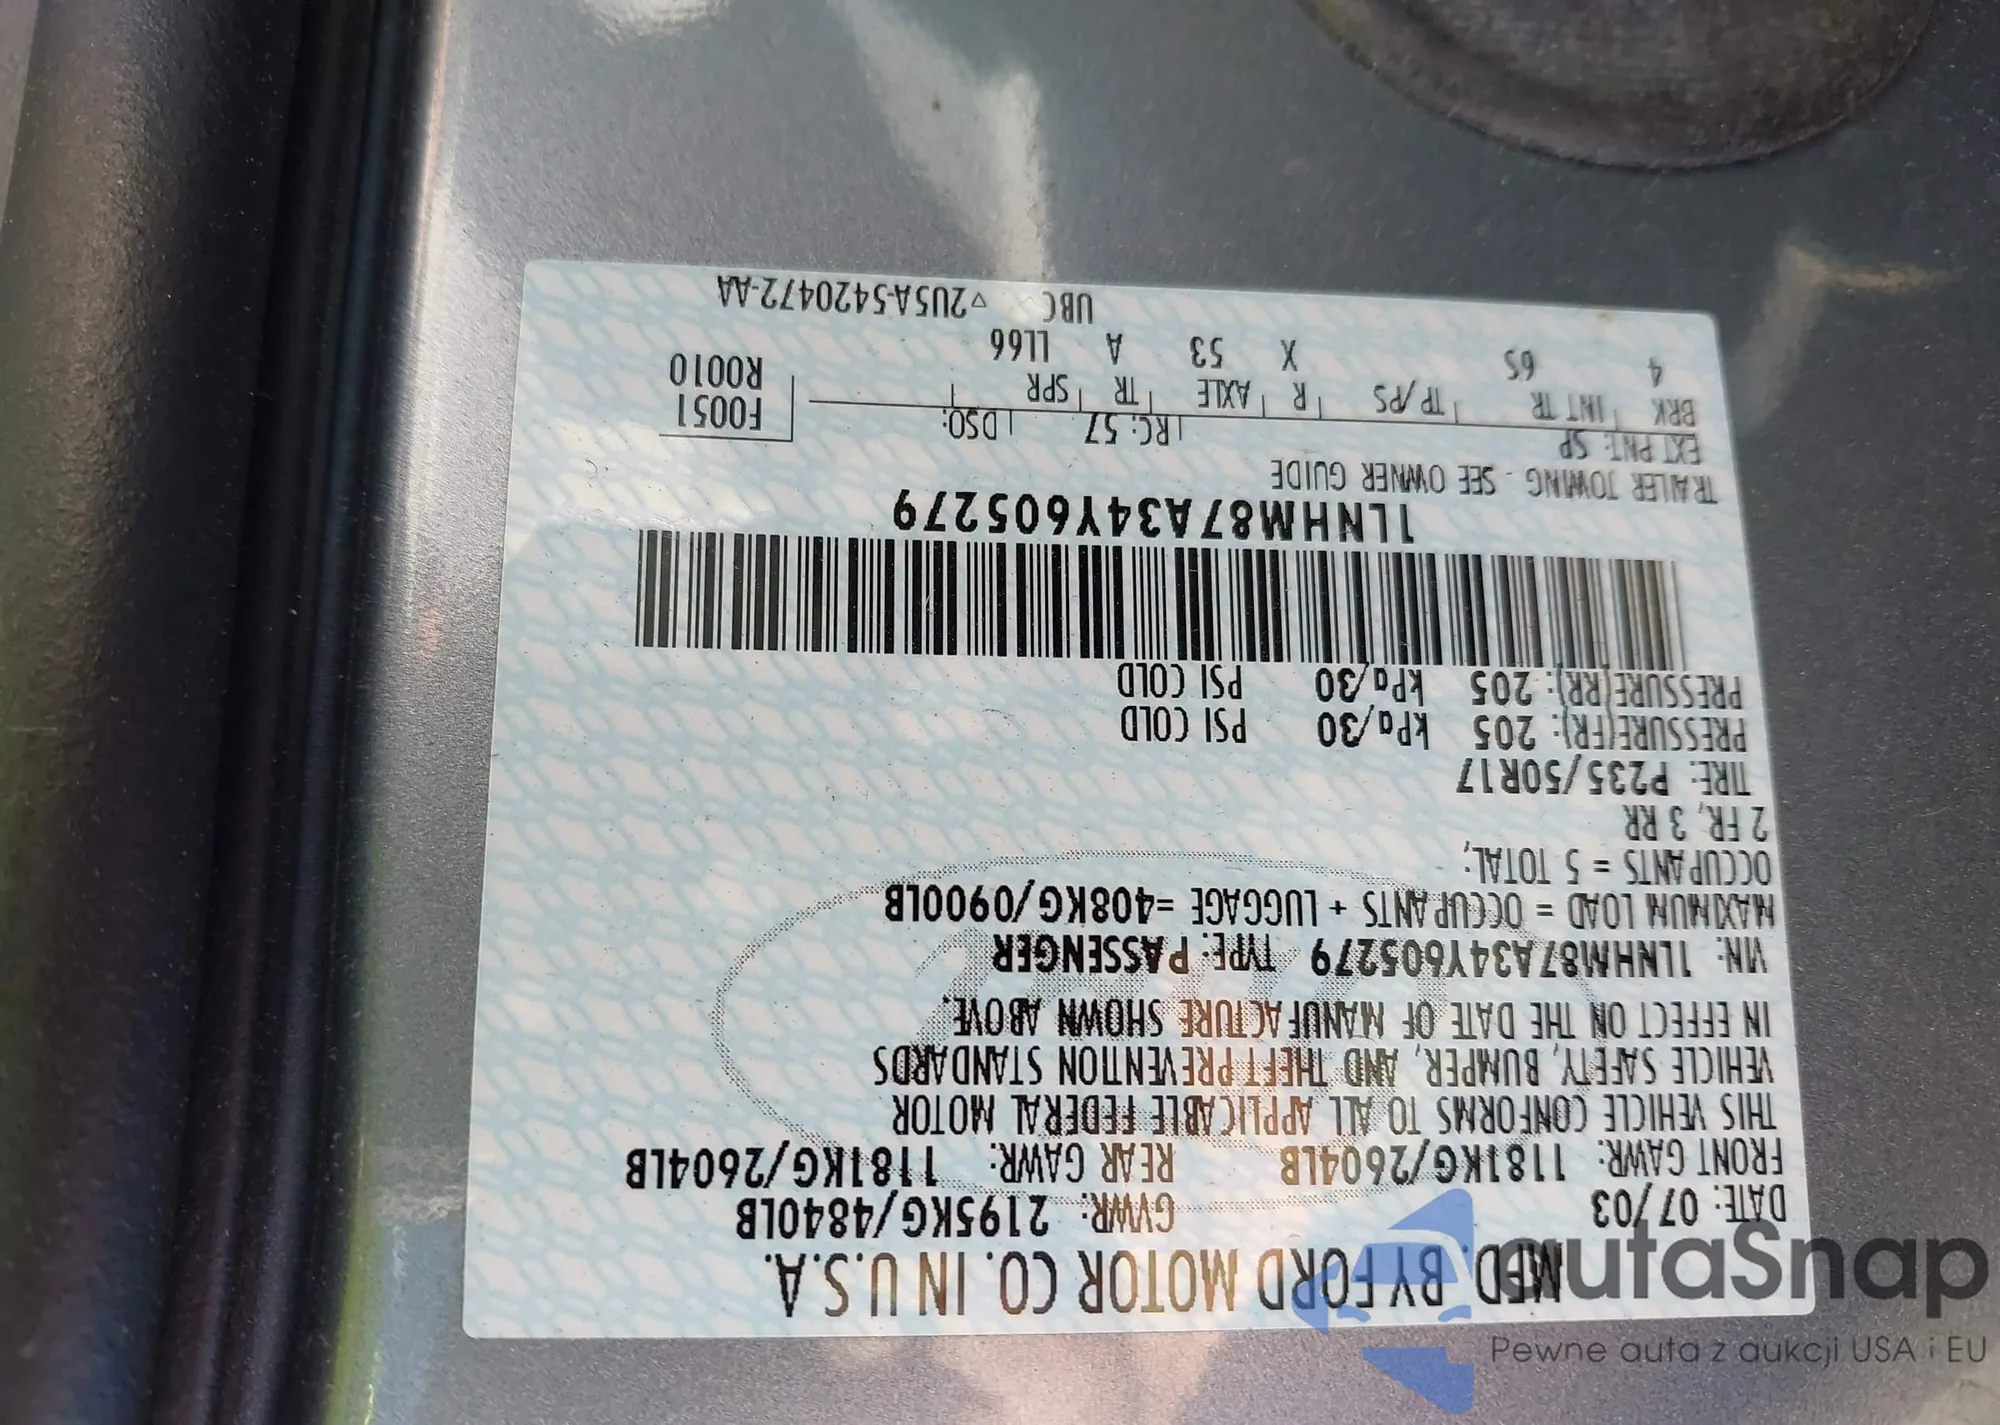 MFD. BY FORD MOTOR CO. IN U.S.A.
DATE: 07/03 GVWR: 2195KG/4840LB
FRONT GAWR: 1181KG/2604LB REAR GAWR: 1181KG/2604LB
THIS VEHICLE CONFORMS TO ALL APPLICABLE FEDERAL MOTOR
VEHICLE SAFETY, BUMPER, AND THEFT PREVENTION STANDARDS
IN EFFECT ON THE DATE OF MANUFACTURE SHOWN ABOVE.
VIN: 1LNHM87A34Y605279 TYPE: PASSENGER
MAXIMUM LOAD = OCCUPANTS + LUGGAGE =408KG/0900LB
OCCUPANTS = 5 TOTAL,
2 FR, 3 RR
TIRE: P235/50R17
PRESSURE(FR): 205 kPa/30 PSI COLD
PRESSURE(RR): 205 kPa/30 PSI COLD
1LNHM87A34Y605279
TRAILER TOWING - SEE OWNER GUIDE
EXT PNT: SP RC: 57 DSO: F0051
BRK INT TR TP/PS R AXLE TR SPR R0010
4 6S X 53 A LL66
UBC ▽2U5A-5420472-AA
autaSnap
Pewne auta z aukcji USA i EU